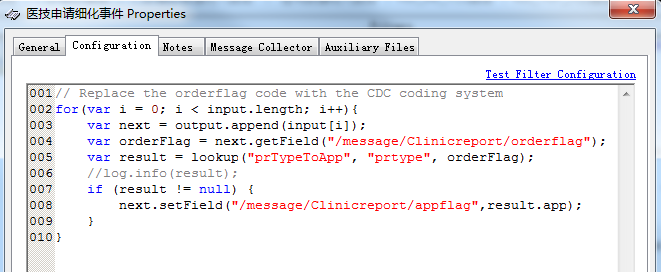 医技申请细化事件 Properties
General Configuration Notes Message Collector Auxiliary Files
Test Filter Configuration
001 // Replace the orderflag code with the CDC coding system
002 for(var i = 0; i < input.length; i++){
003     var next = output.append(input[i]);
004     var orderFlag = next.getField("/message/Clinicreport/orderflag");
005     var result = lookup("prTypeToApp", "prtype", orderFlag);
006     //log.info(result);
007     if (result != null) {
008         next.setField("/message/Clinicreport/appflag",result.app);
009     }
010 }